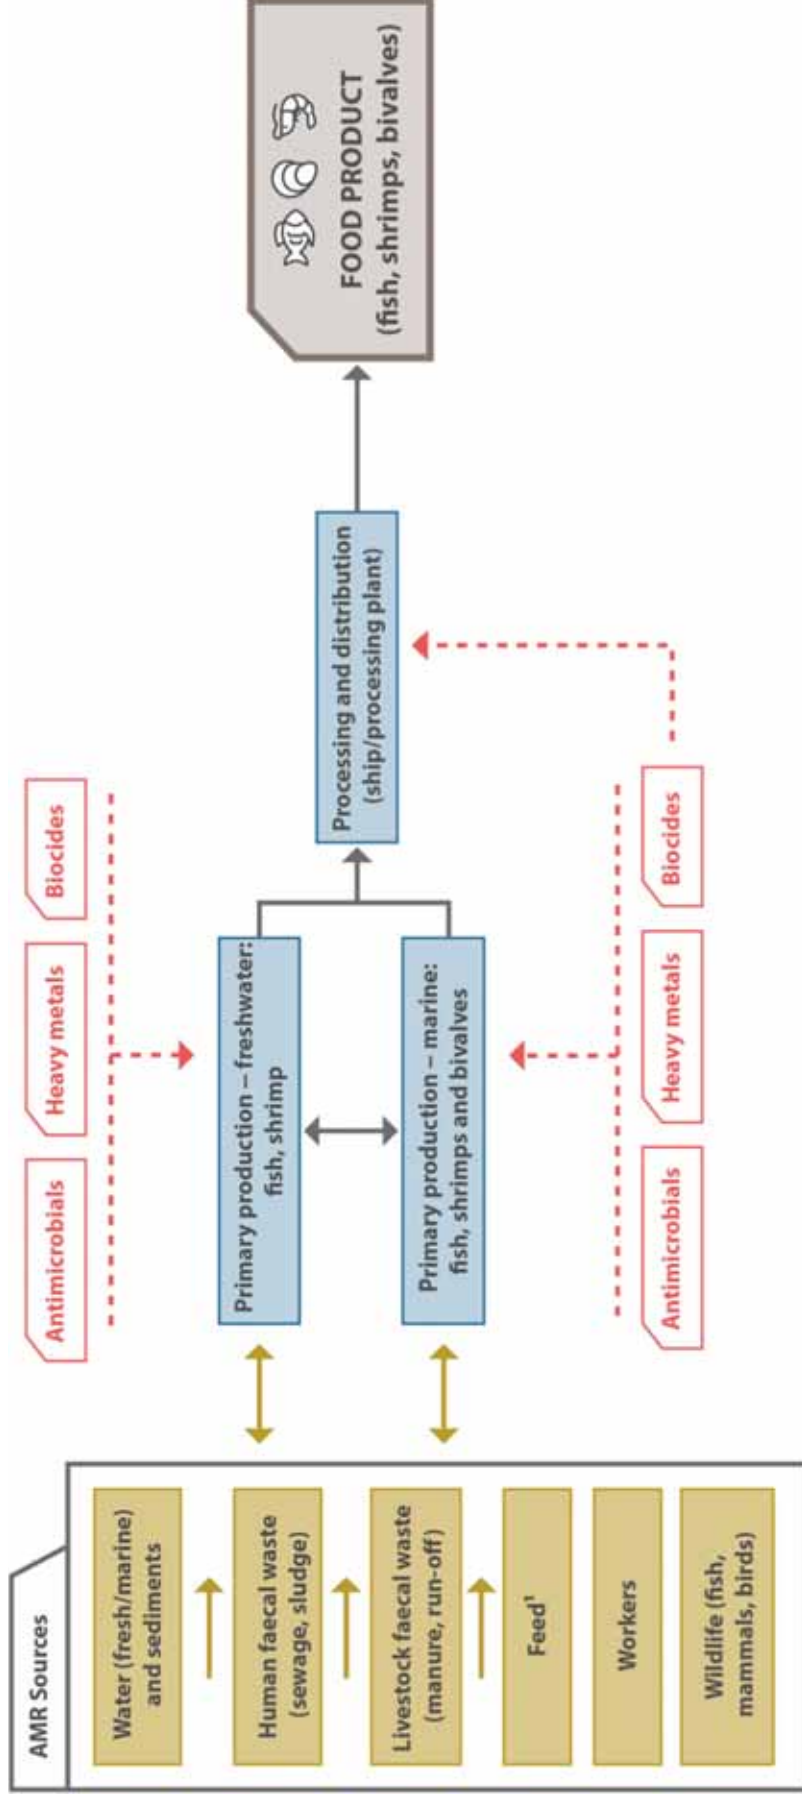 AMR Sources
Water (fresh/marine)
and sediments
Human faecal waste
(sewage, sludge)
Livestock faecal waste
(manure, run-off)
Feed¹
Workers
Wildlife (fish,
mammals, birds)
Antimicrobials
Heavy metals
Biocides
Primary production – freshwater:
fish, shrimp
Primary production – marine:
fish, shrimps and bivalves
Antimicrobials
Heavy metals
Biocides
Processing and distribution
(ship/processing plant)
FOOD PRODUCT
(fish, shrimps, bivalves)